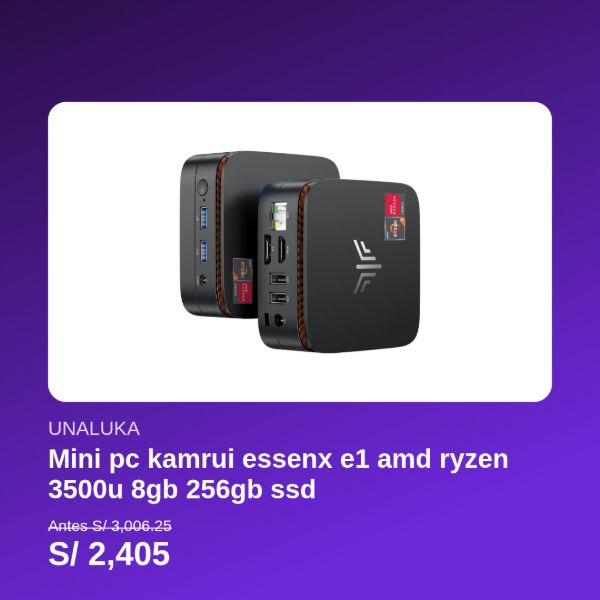 UNALUKA
Mini pc kamrui essenx e1 amd ryzen
3500u 8gb 256gb ssd
Antes S/ 3,006.25
S/ 2,405